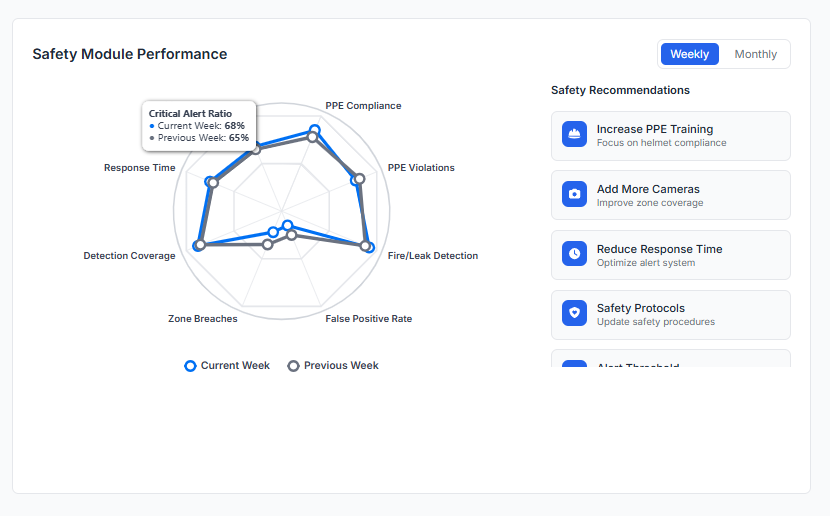 Safety Module Performance
Weekly
Monthly
Critical Alert Ratio
Current Week: 68%
Previous Week: 65%
PPE Compliance
Response Time
PPE Violations
Detection Coverage
Fire/Leak Detection
Zone Breaches
False Positive Rate
Current Week
Previous Week
Safety Recommendations
Increase PPE Training
Focus on helmet compliance
Add More Cameras
Improve zone coverage
Reduce Response Time
Optimize alert system
Safety Protocols
Update safety procedures
Alert Threshold